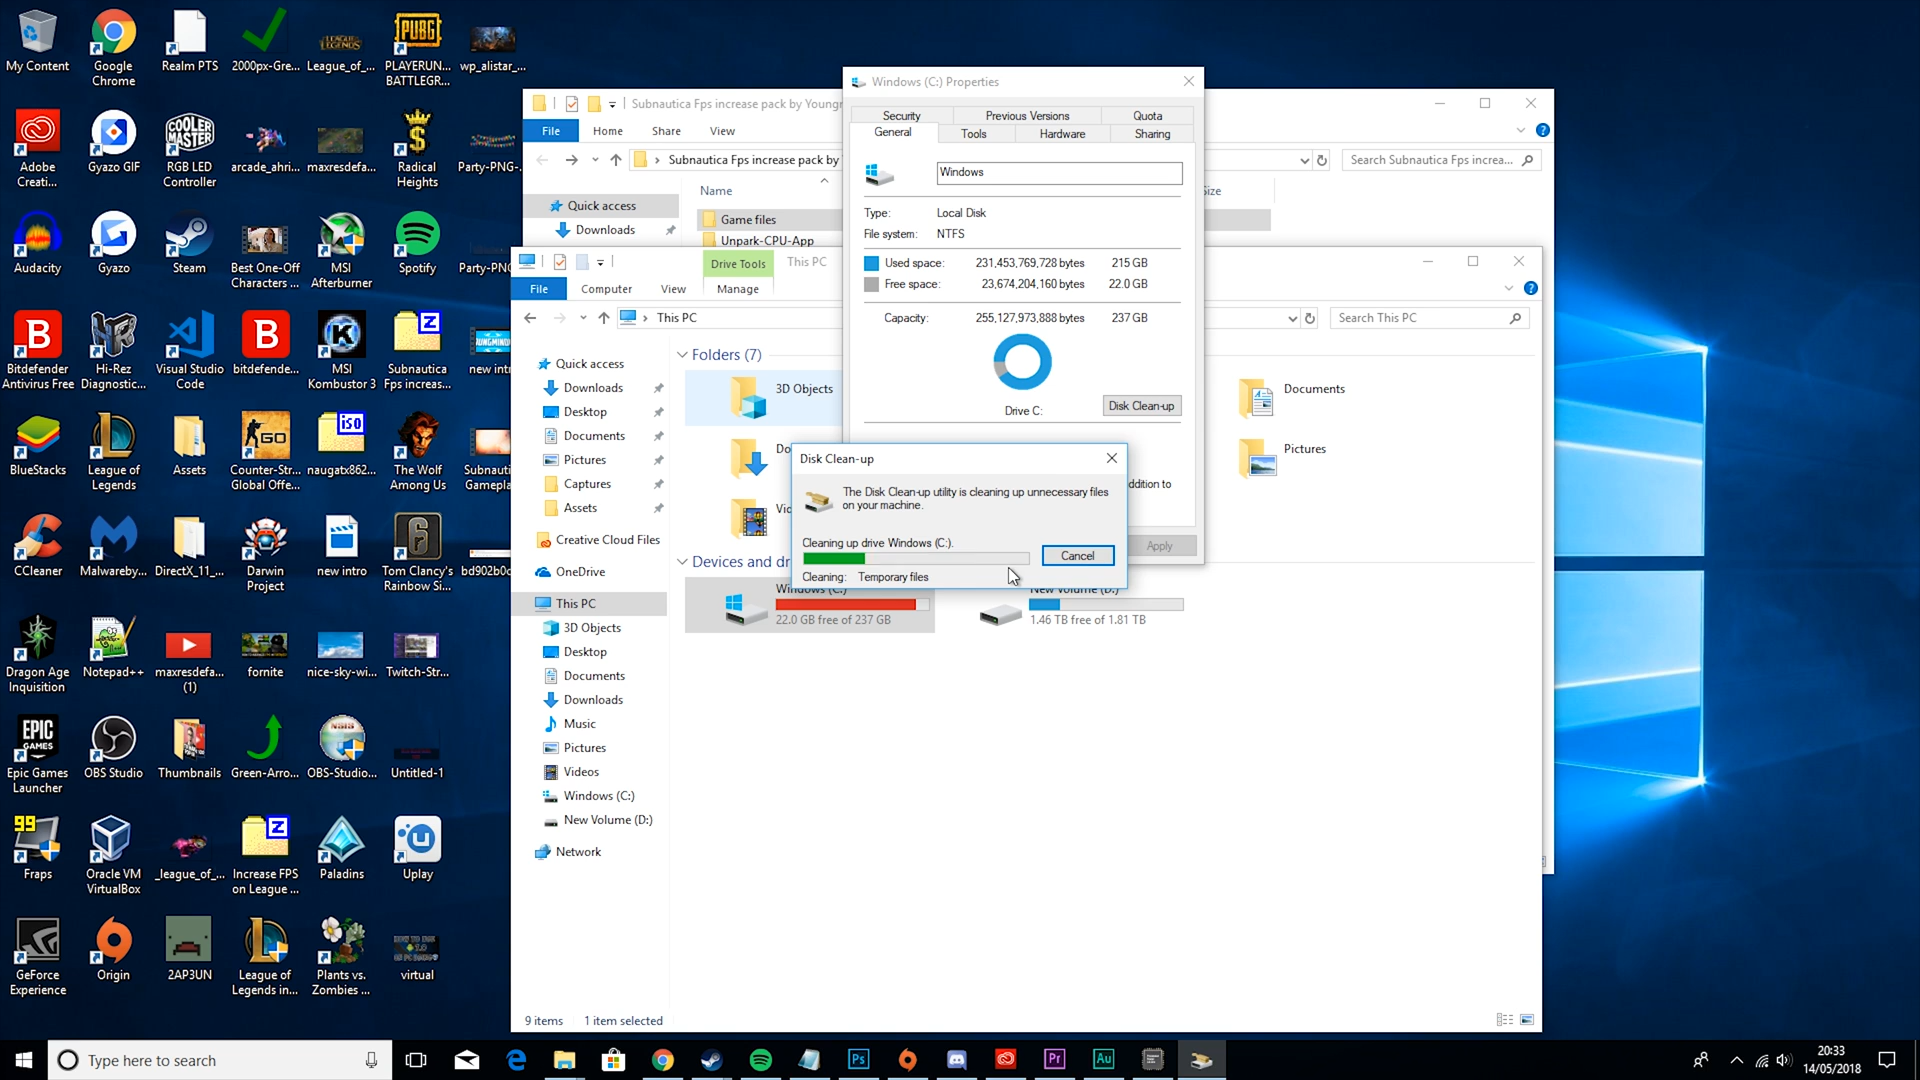 My Content
Google
Chrome
Realm PTS
2000px-Gre...
League_of_...
PLAYERUN...
BATTLEGR...
wp_alistar_...
Adobe
Creati...
Gyazo GIF
RGB LED
Controller
arcade_ahri...
maxresdefa...
Radical
Heights
Party-PNG-...
Audacity
Gyazo
Steam
Best One-Off
Characters ...
MSI
Afterburner
Spotify
Party-PNG
Bitdefender
Antivirus Free
Hi-Rez
Diagnostic...
Visual Studio
Code
bitdefende...
MSI
Kombustor 3
Subnautica
Fps increas...
new intr
BlueStacks
League of
Legends
Assets
Counter-Str...
Global Offe...
naugatx862...
The Wolf
Among Us
Subnauti
Gamepla
CCleaner
Malwareby...
DirectX_11_...
Darwin
Project
new intro
Tom Clancy's
Rainbow Si...
bd902b0c
Dragon Age
Inquisition
Notepad++
maxresdefa...
(1)
fornite
nice-sky-wi...
Twitch-Str...
Epic Games
Launcher
OBS Studio
Thumbnails
Green-Arro...
OBS-Studio...
Untitled-1
Fraps
Oracle VM
VirtualBox
_league_of_...
Increase FPS
on League ...
Paladins
Uplay
GeForce
Experience
Origin
2AP3UN
League of
Legends in...
Plants vs.
Zombies ...
virtual
Subnautica Fps increase pack by Youngr
File Home Share View
Subnautica Fps increase pack by
Search Subnautica Fps increa...
Name
Size
Quick access
Downloads
Game files
Unpark-CPU-App
Drive Tools
This PC
File Computer View Manage
This PC
Search This PC
Quick access
Downloads
Desktop
Documents
Pictures
Captures
Assets
Creative Cloud Files
OneDrive
This PC
3D Objects
Desktop
Documents
Downloads
Music
Pictures
Videos
Windows (C:)
New Volume (D:)
Network
Folders (7)
3D Objects
Do
Vid
Documents
Pictures
Devices and dr
Windows (C:)
22.0 GB free of 237 GB
New Volume (D:)
1.46 TB free of 1.81 TB
9 items 1 item selected
Windows (C:) Properties
Security Previous Versions Quota
General Tools Hardware Sharing
Windows
Type: Local Disk
File system: NTFS
Used space: 231,453,769,728 bytes 215 GB
Free space: 23,674,204,160 bytes 22.0 GB
Capacity: 255,127,973,888 bytes 237 GB
Drive C:
Disk Clean-up
ddition to
Apply
Disk Clean-up
The Disk Clean-up utility is cleaning up unnecessary files
on your machine.
Cleaning up drive Windows (C:).
Cancel
Cleaning: Temporary files
Type here to search
20:33
14/05/2018